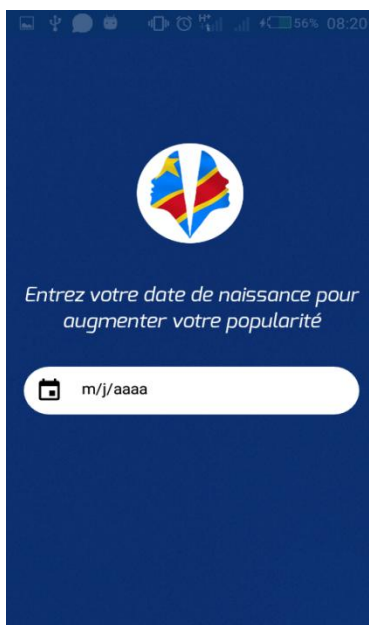 H+ 56% 08:20
Entrez votre date de naissance pour
augmenter votre popularité
m/j/aaaa